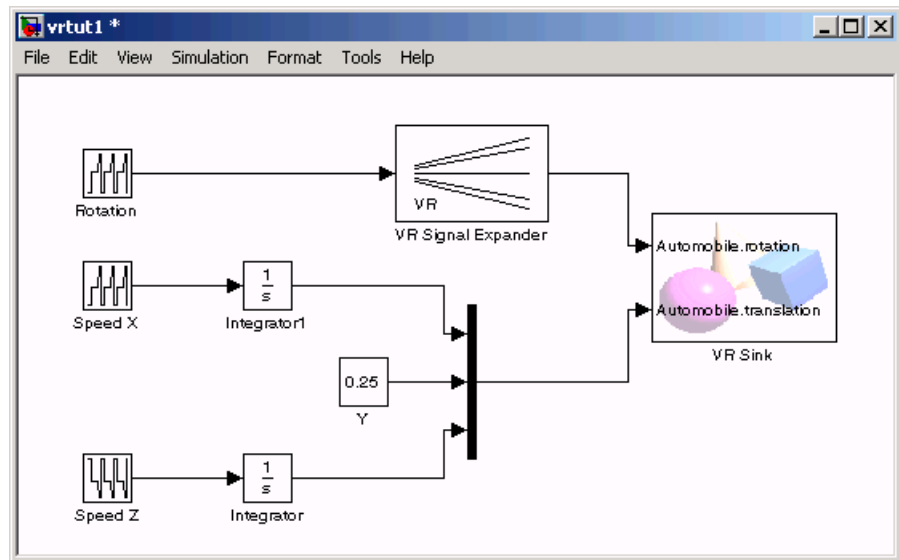 vrtut1 *
File Edit View Simulation Format Tools Help
VR
Rotation
VR Signal Expander
Automobile.rotation
1
s
Speed X
Integrator1
Automobile.translation
VR Sink
0.25
Y
1
s
Speed Z
Integrator